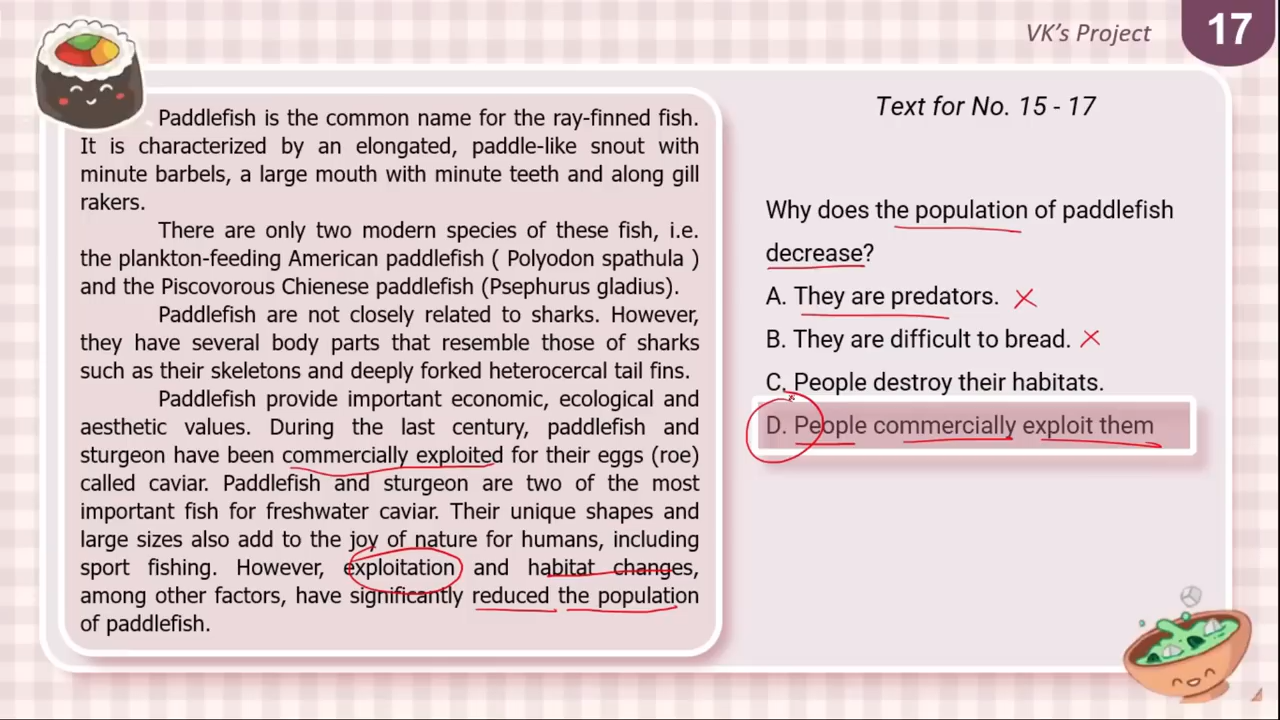 VK's Project
17
Paddlefish is the common name for the ray-finned fish.
It is characterized by an elongated, paddle-like snout with
minute barbels, a large mouth with minute teeth and along gill
rakers.
There are only two modern species of these fish, i.e.
the plankton-feeding American paddlefish ( Polyodon spathula )
and the Piscovorous Chienese paddlefish (Psephurus gladius).
Paddlefish are not closely related to sharks. However,
they have several body parts that resemble those of sharks
such as their skeletons and deeply forked heterocercal tail fins.
Paddlefish provide important economic, ecological and
aesthetic values. During the last century, paddlefish and
sturgeon have been commercially exploited for their eggs (roe)
called caviar. Paddlefish and sturgeon are two of the most
important fish for freshwater caviar. Their unique shapes and
large sizes also add to the joy of nature for humans, including
sport fishing. However, exploitation and habitat changes,
among other factors, have significantly reduced the population
of paddlefish.
Text for No. 15 - 17
Why does the population of paddlefish
decrease?
A. They are predators.
B. They are difficult to bread.
C. People destroy their habitats.
D. People commercially exploit them